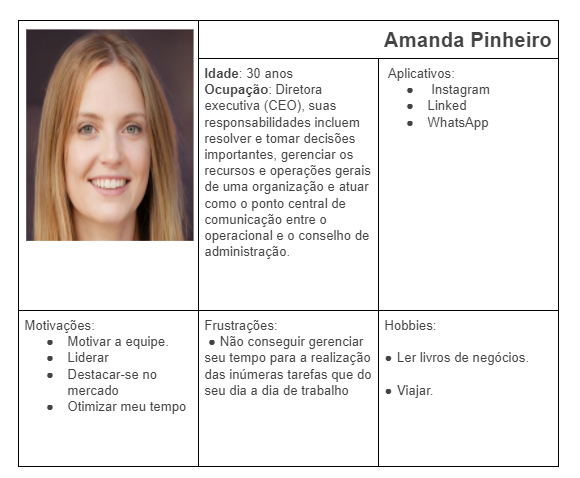 Amanda Pinheiro
Idade: 30 anos
Ocupação: Diretora
executiva (CEO), suas
responsabilidades incluem
resolver e tomar decisões
importantes, gerenciar os
recursos e operações gerais
de uma organização e atuar
como o ponto central de
comunicação entre o
operacional e o conselho de
administração.
Aplicativos:
● Instagram
● Linked
● WhatsApp
Motivações:
● Motivar a equipe.
● Liderar
● Destacar-se no
mercado
● Otimizar meu tempo
Frustrações:
● Não conseguir gerenciar
seu tempo para a realização
das inúmeras tarefas que do
seu dia a dia de trabalho
Hobbies:
● Ler livros de negócios.
● Viajar.